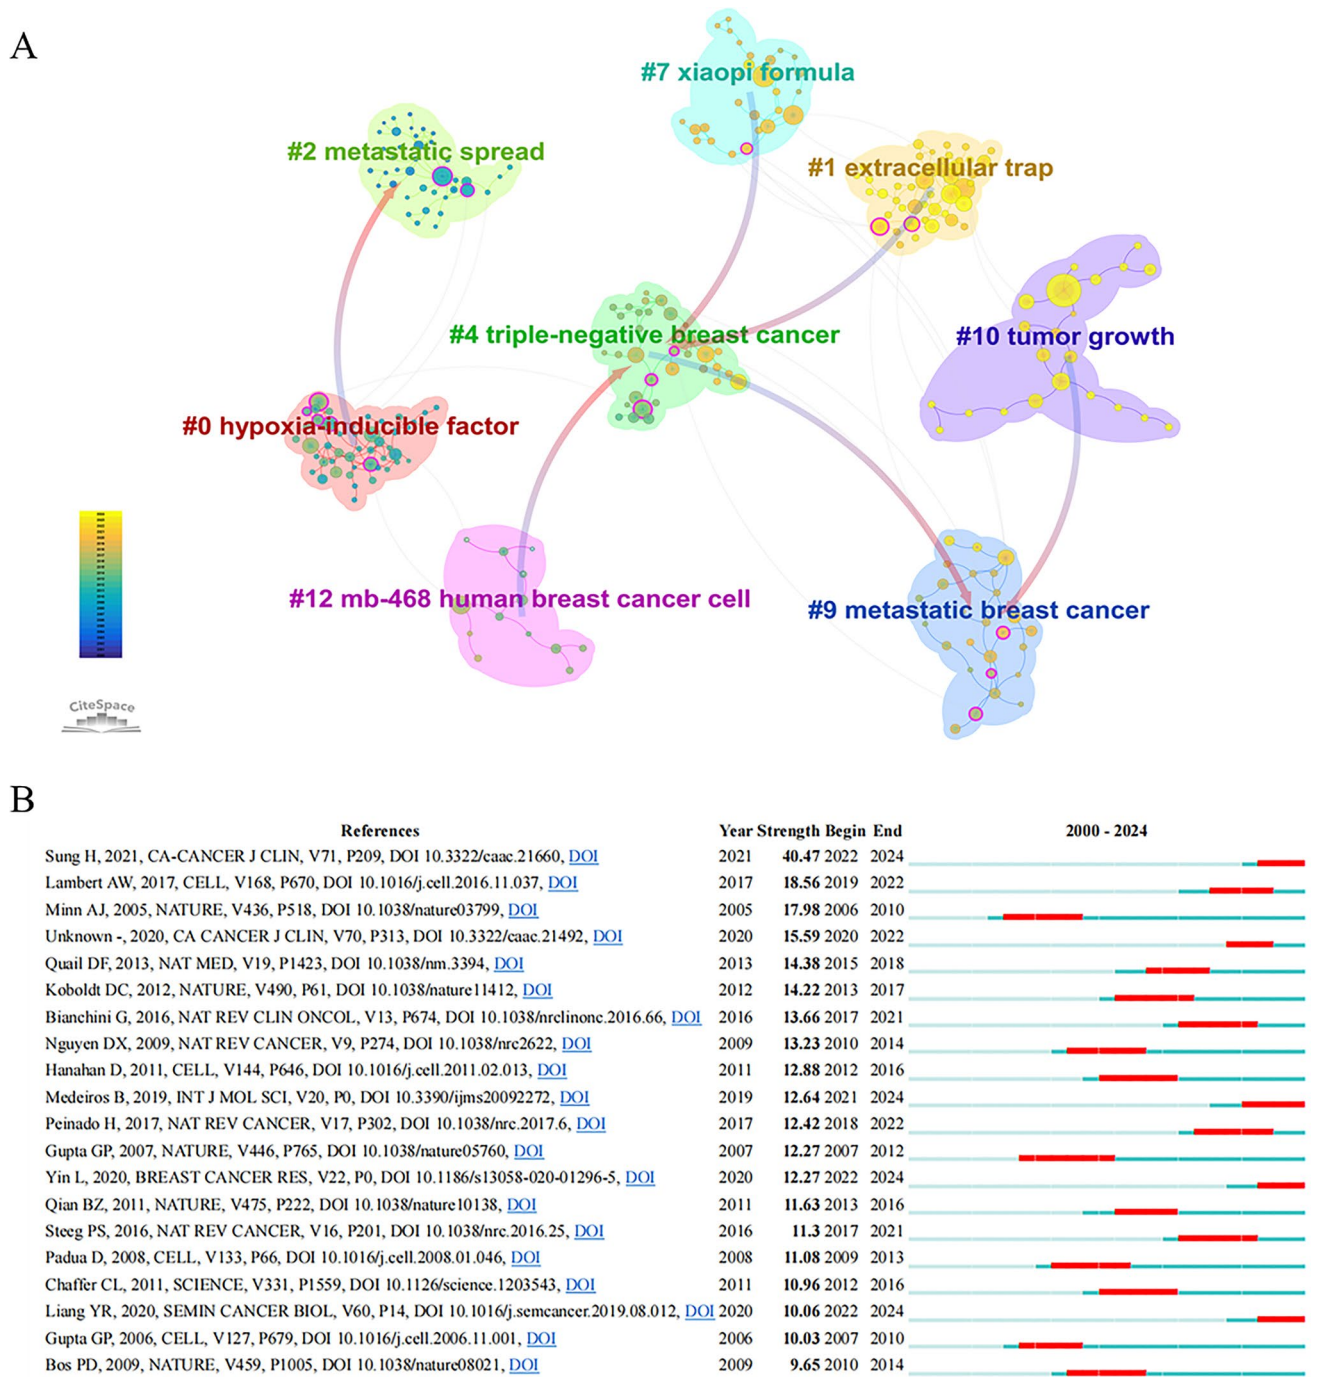 A
#7 xiaopi formula
#2 metastatic spread
#1 extracellular trap
#4 triple-negative breast cancer
#10 tumor growth
#0 hypoxia-inducible factor
#12 mb-468 human breast cancer cell
#9 metastatic breast cancer
CiteSpace
B
References Year Strength Begin End 2000 - 2024
Sung H, 2021, CA-CANCER J CLIN, V71, P209, DOI 10.3322/caac.21660, DOI 2021 40.47 2022 2024
Lambert AW, 2017, CELL, V168, P670, DOI 10.1016/j.cell.2016.11.037, DOI 2017 18.56 2019 2022
Minn AJ, 2005, NATURE, V436, P518, DOI 10.1038/nature03799, DOI 2005 17.98 2006 2010
Unknown -, 2020, CA CANCER J CLIN, V70, P313, DOI 10.3322/caac.21492, DOI 2020 15.59 2020 2022
Quail DF, 2013, NAT MED, V19, P1423, DOI 10.1038/nm.3394, DOI 2013 14.38 2015 2018
Koboldt DC, 2012, NATURE, V490, P61, DOI 10.1038/nature11412, DOI 2012 14.22 2013 2017
Bianchini G, 2016, NAT REV CLIN ONCOL, V13, P674, DOI 10.1038/nrclinonc.2016.66, DOI 2016 13.66 2017 2021
Nguyen DX, 2009, NAT REV CANCER, V9, P274, DOI 10.1038/nrc2622, DOI 2009 13.23 2010 2014
Hanahan D, 2011, CELL, V144, P646, DOI 10.1016/j.cell.2011.02.013, DOI 2011 12.88 2012 2016
Medeiros B, 2019, INT J MOL SCI, V20, P0, DOI 10.3390/ijms20092272, DOI 2019 12.64 2021 2024
Peinado H, 2017, NAT REV CANCER, V17, P302, DOI 10.1038/nrc.2017.6, DOI 2017 12.42 2018 2022
Gupta GP, 2007, NATURE, V446, P765, DOI 10.1038/nature05760, DOI 2007 12.27 2007 2012
Yin L, 2020, BREAST CANCER RES, V22, P0, DOI 10.1186/s13058-020-01296-5, DOI 2020 12.27 2022 2024
Qian BZ, 2011, NATURE, V475, P222, DOI 10.1038/nature10138, DOI 2011 11.63 2013 2016
Steeg PS, 2016, NAT REV CANCER, V16, P201, DOI 10.1038/nrc.2016.25, DOI 2016 11.3 2017 2021
Padua D, 2008, CELL, V133, P66, DOI 10.1016/j.cell.2008.01.046, DOI 2008 11.08 2009 2013
Chaffer CL, 2011, SCIENCE, V331, P1559, DOI 10.1126/science.1203543, DOI 2011 10.96 2012 2016
Liang YR, 2020, SEMIN CANCER BIOL, V60, P14, DOI 10.1016/j.semcancer.2019.08.012, DOI 2020 10.06 2022 2024
Gupta GP, 2006, CELL, V127, P679, DOI 10.1016/j.cell.2006.11.001, DOI 2006 10.03 2007 2010
Bos PD, 2009, NATURE, V459, P1005, DOI 10.1038/nature08021, DOI 2009 9.65 2010 2014